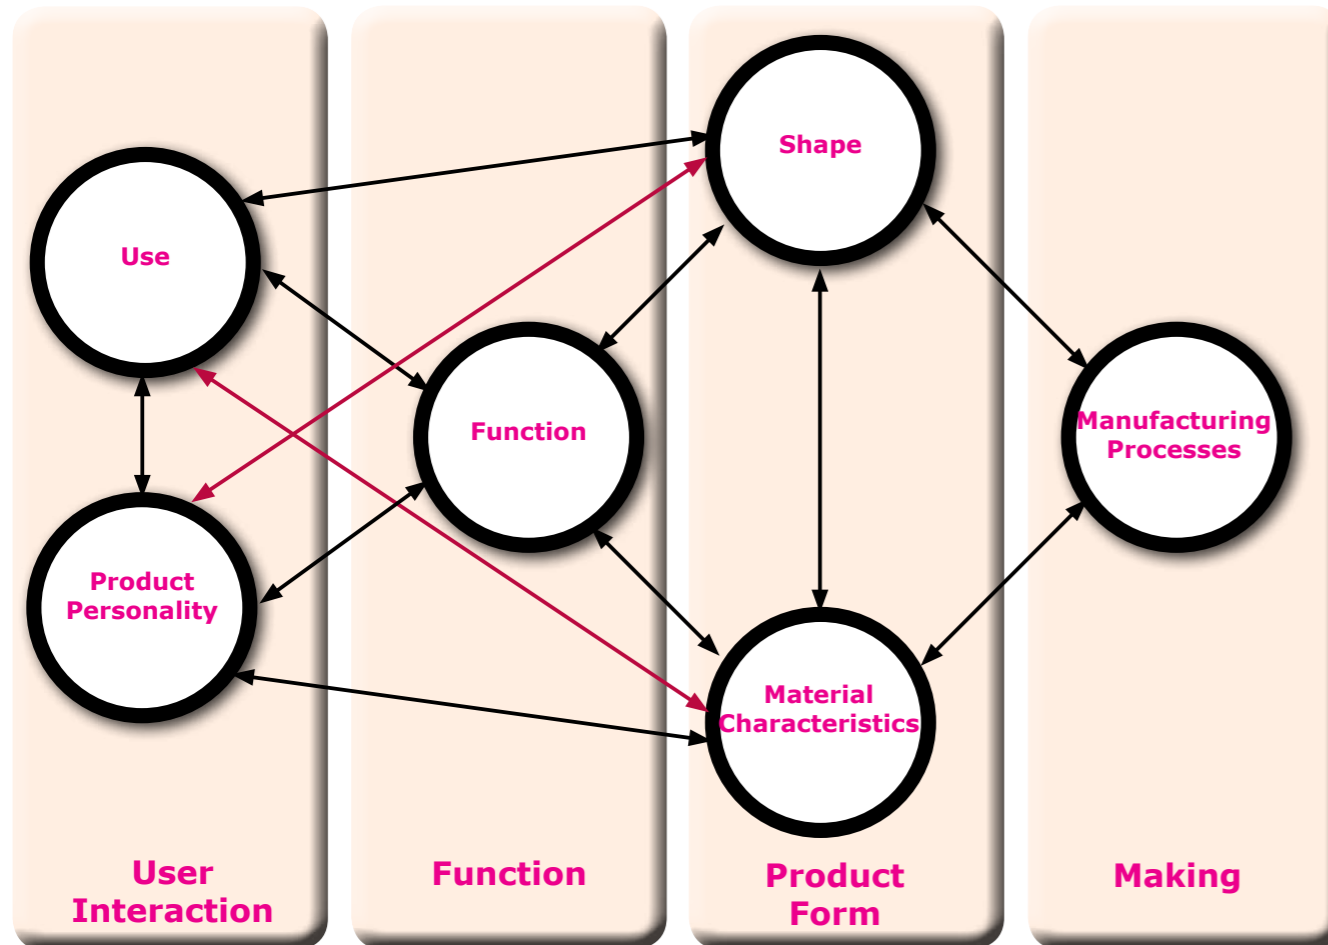 Shape
Use
Function
Manufacturing
Processes
Product
Personality
Material
Characteristics
User
Interaction
Function
Product
Form
Making